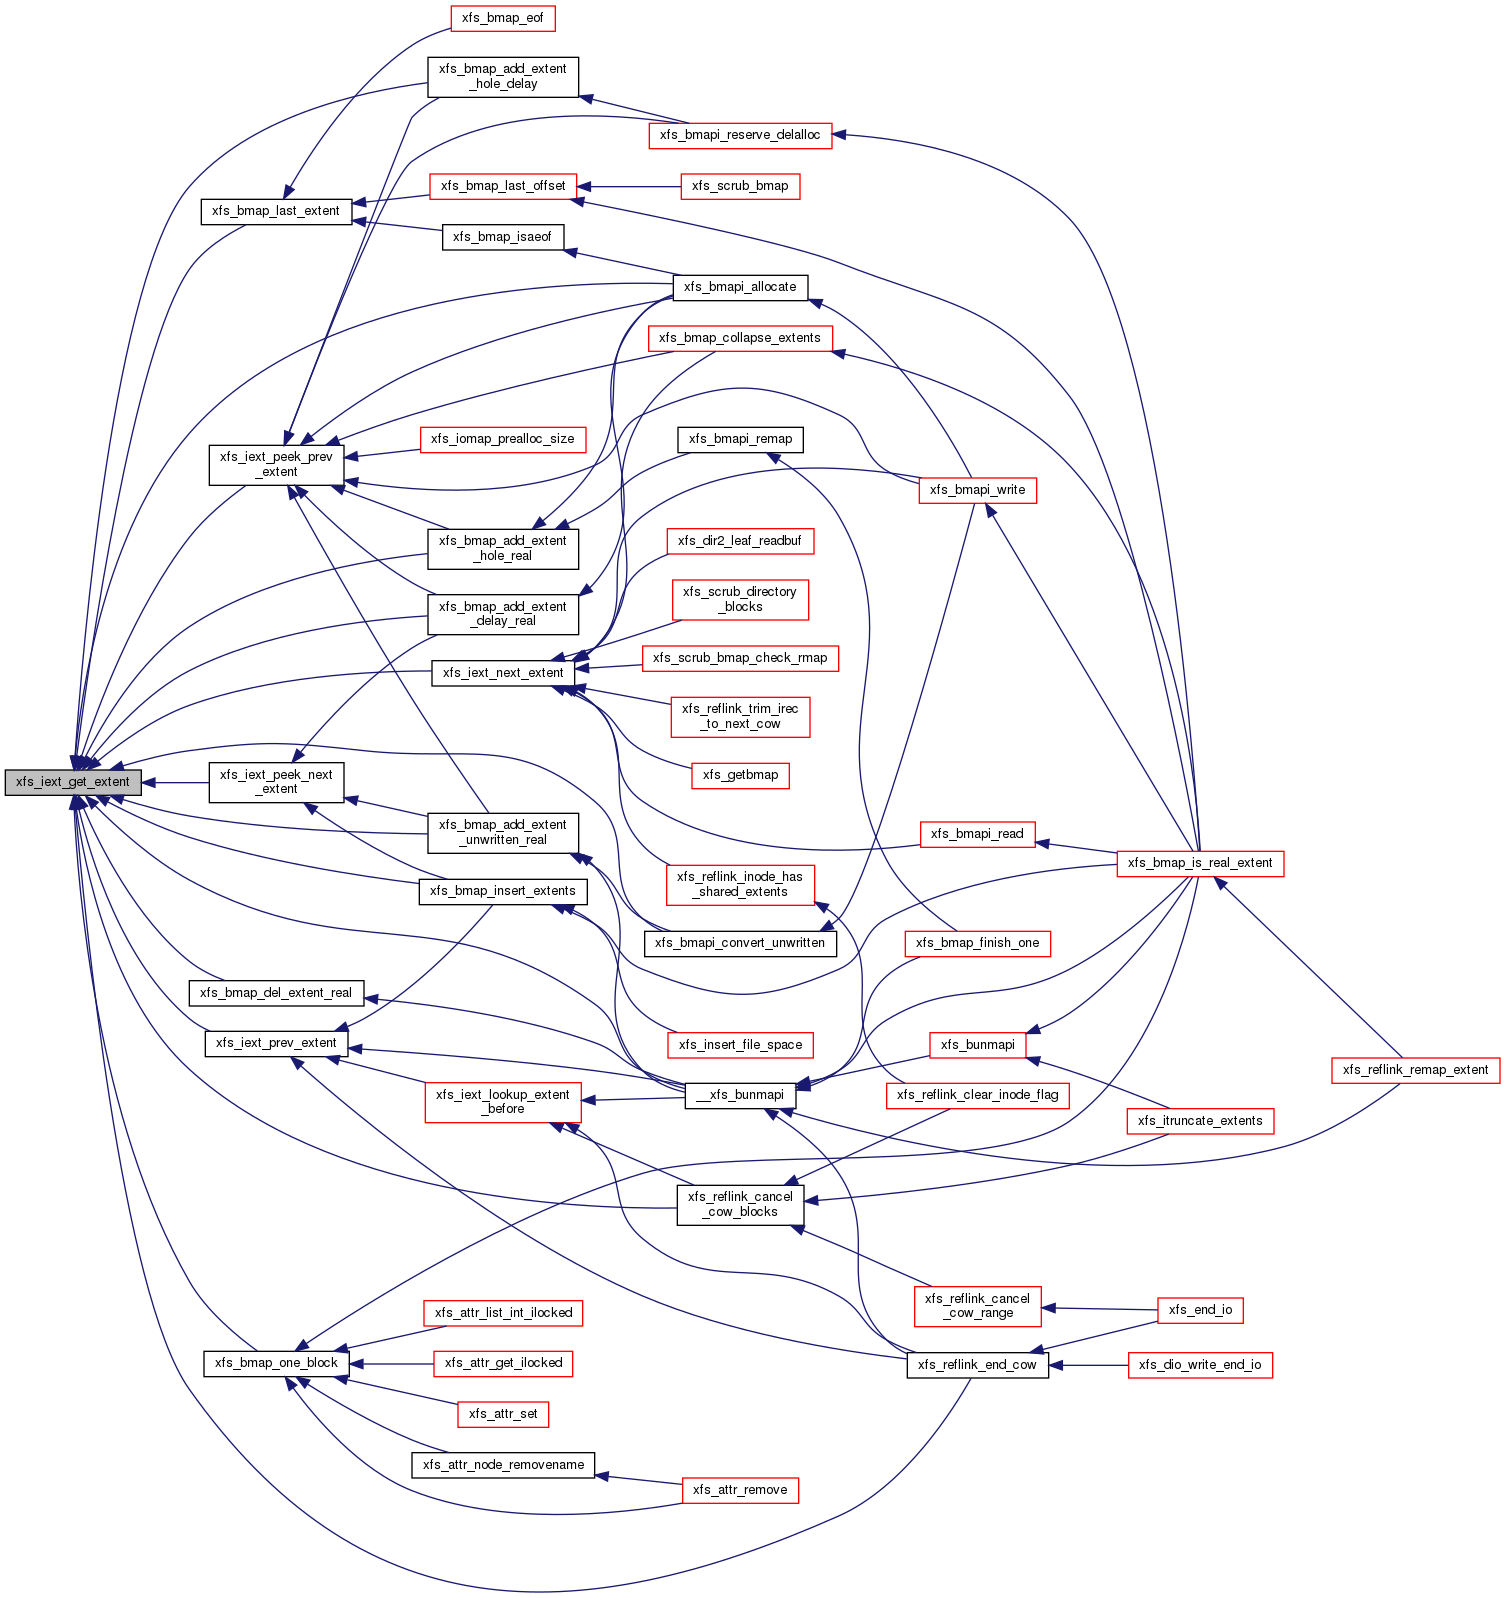 xfs_bmap_eof
xfs_bmap_add_extent
_hole_delay
xfs_bmapi_reserve_delalloc
xfs_bmap_last_offset
xfs_scrub_bmap
xfs_bmap_last_extent
xfs_bmap_isaeof
xfs_bmapi_allocate
xfs_bmap_collapse_extents
xfs_iext_peek_prev
_extent
xfs_iomap_prealloc_size
xfs_bmapi_remap
xfs_bmapi_write
xfs_bmap_add_extent
_hole_real
xfs_dir2_leaf_readbuf
xfs_scrub_directory
_blocks
xfs_bmap_add_extent
_delay_real
xfs_iext_next_extent
xfs_scrub_bmap_check_rmap
xfs_reflink_trim_irec
_to_next_cow
xfs_iext_get_extent
xfs_iext_peek_next
_extent
xfs_getbmap
xfs_bmap_add_extent
_unwritten_real
xfs_bmapi_read
xfs_bmap_is_real_extent
xfs_bmap_insert_extents
xfs_reflink_inode_has
_shared_extents
xfs_bmapi_convert_unwritten
xfs_bmap_finish_one
xfs_bmap_del_extent_real
xfs_iext_prev_extent
xfs_insert_file_space
xfs_bunmapi
xfs_reflink_remap_extent
xfs_iext_lookup_extent
_before
__xfs_bunmapi
xfs_reflink_clear_inode_flag
xfs_itruncate_extents
xfs_reflink_cancel
_cow_blocks
xfs_reflink_cancel
_cow_range
xfs_end_io
xfs_attr_list_int_ilocked
xfs_bmap_one_block
xfs_attr_get_ilocked
xfs_reflink_end_cow
xfs_dio_write_end_io
xfs_attr_set
xfs_attr_node_removename
xfs_attr_remove